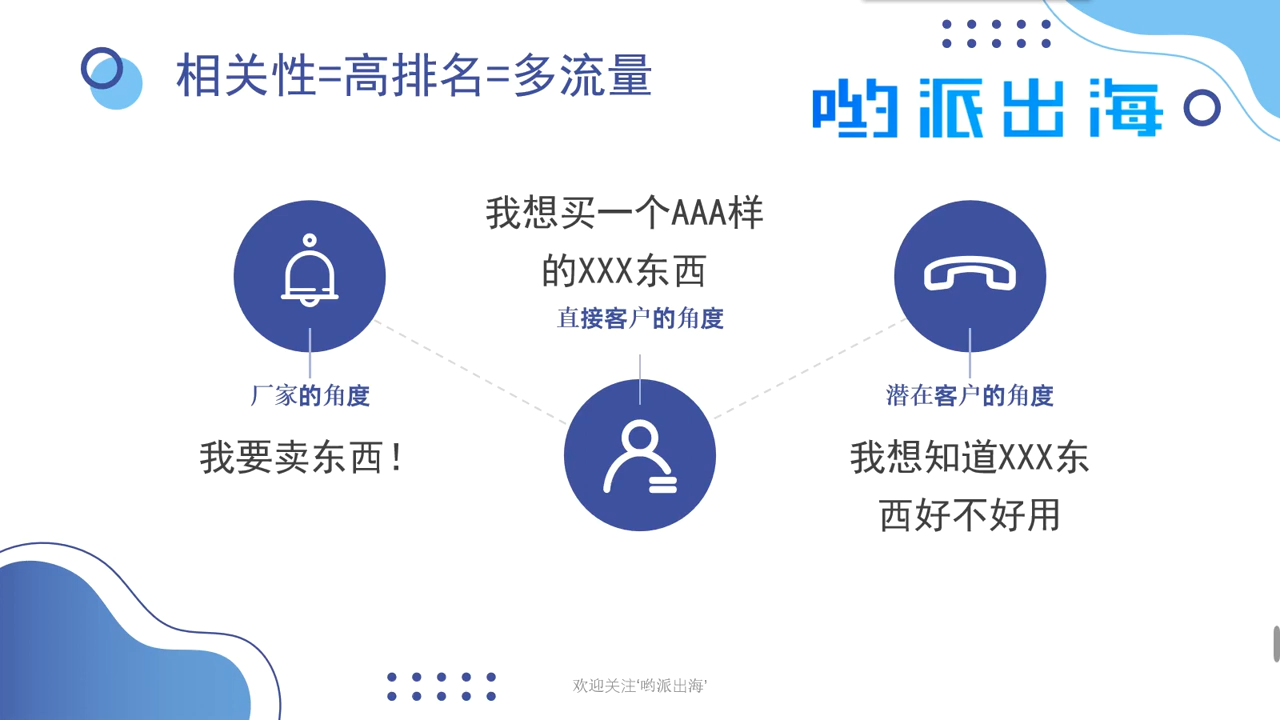 相关性=高排名=多流量
哟派出海
我想买一个AAA样
的XXX东西
直接客户的角度
厂家的角度
我要卖东西！
潜在客户的角度
我想知道XXX东
西好不好用
欢迎关注‘哟派出海’